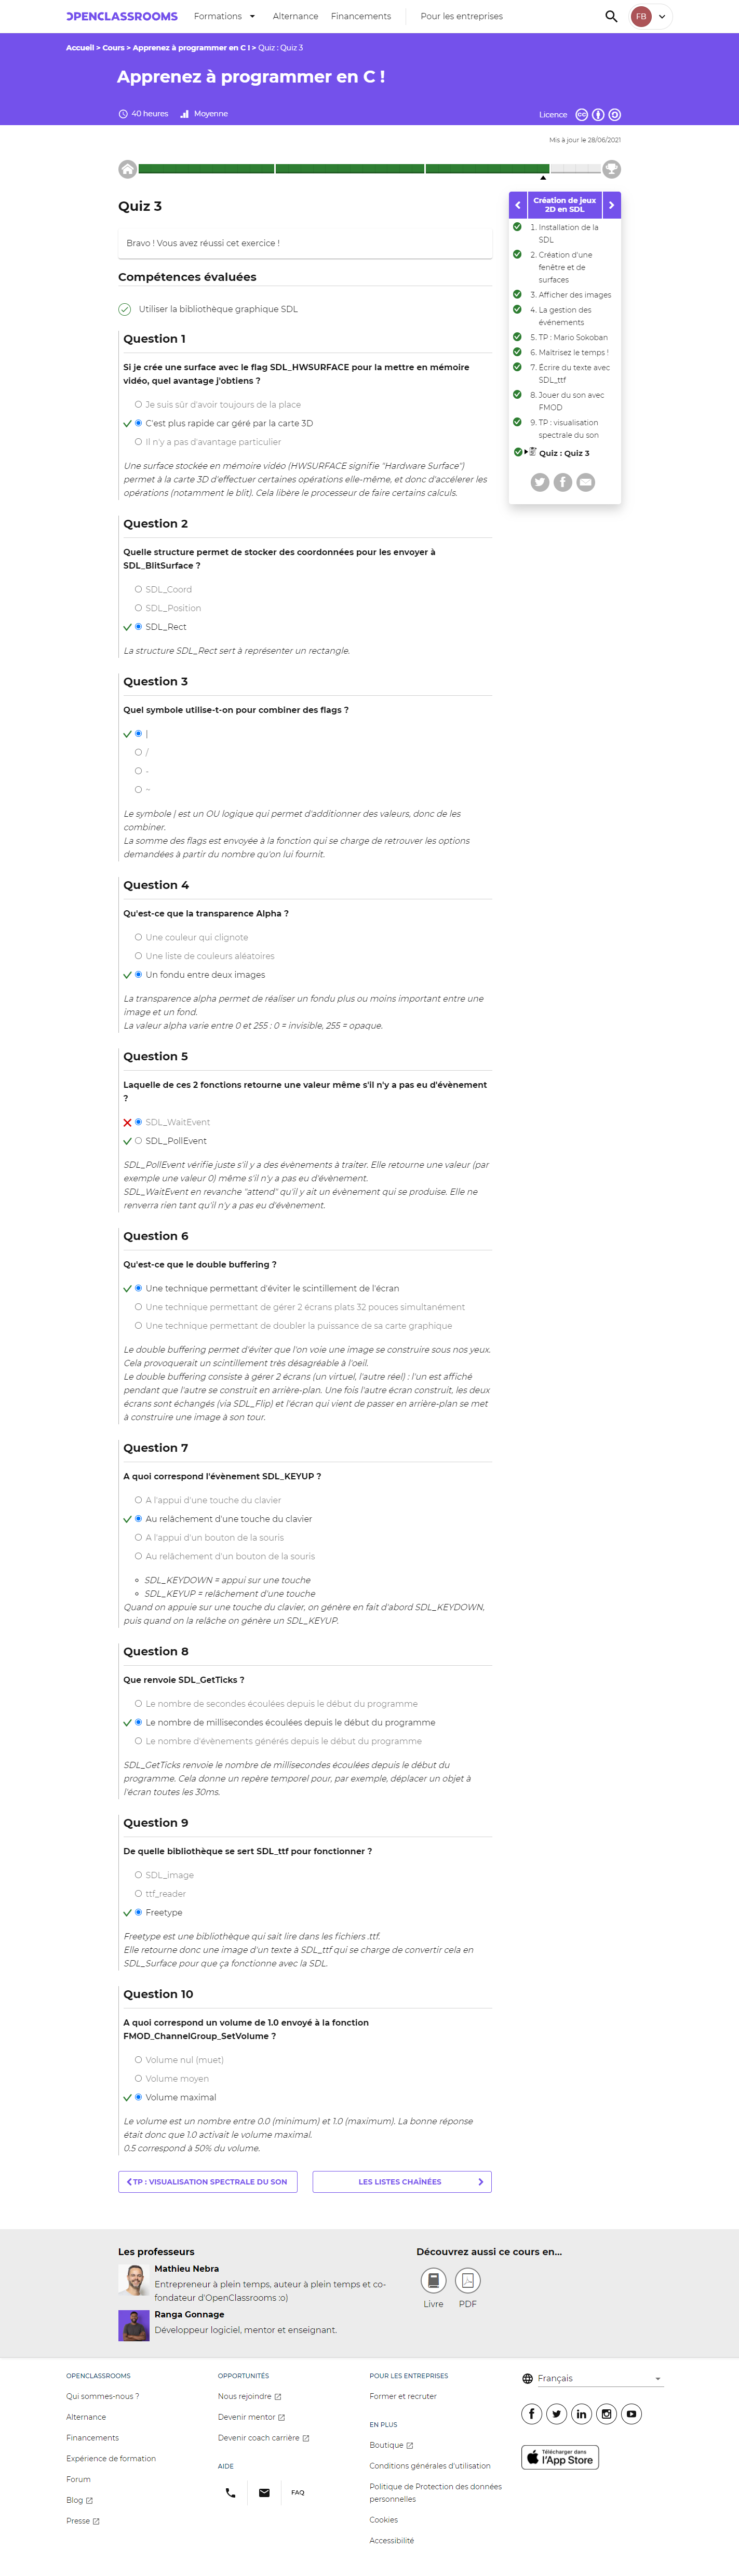 OPENCLASSROOMS Formations Alternance Financements Pour les entreprises FB
Accueil > Cours > Apprenez à programmer en C ! > Quiz : Quiz 3
Apprenez à programmer en C !
40 heures Moyenne Licence
Mis à jour le 28/06/2021
Quiz 3
Bravo ! Vous avez réussi cet exercice !
Compétences évaluées
Utiliser la bibliothèque graphique SDL
Question 1
Si je crée une surface avec le flag SDL_HWSURFACE pour la mettre en mémoire
vidéo, quel avantage j'obtiens ?
Je suis sûr d'avoir toujours de la place
C'est plus rapide car géré par la carte 3D
Il n'y a pas d'avantage particulier
Une surface stockée en mémoire vidéo (HWSURFACE signifie "Hardware Surface")
permet à la carte 3D d'effectuer certaines opérations elle-même, et donc d'accélerer les
opérations (notamment le blit). Cela libère le processeur de faire certains calculs.
Question 2
Quelle structure permet de stocker des coordonnées pour les envoyer à
SDL_BlitSurface ?
SDL_Coord
SDL_Position
SDL_Rect
La structure SDL_Rect sert à représenter un rectangle.
Question 3
Quel symbole utilise-t-on pour combiner des flags ?
|
/
-
~
Le symbole | est un OU logique qui permet d'additionner des valeurs, donc de les
combiner.
La somme des flags est envoyée à la fonction qui se charge de retrouver les options
demandées à partir du nombre qu'on lui fournit.
Question 4
Qu'est-ce que la transparence Alpha ?
Une couleur qui clignote
Une liste de couleurs aléatoires
Un fondu entre deux images
La transparence alpha permet de réaliser un fondu plus ou moins important entre une
image et un fond.
La valeur alpha varie entre 0 et 255 : 0 = invisible, 255 = opaque.
Question 5
Laquelle de ces 2 fonctions retourne une valeur même s'il n'y a pas eu d'évènement
?
SDL_WaitEvent
SDL_PollEvent
SDL_PollEvent vérifie juste s'il y a des évènements à traiter. Elle retourne une valeur (par
exemple une valeur 0) même s'il n'y a pas eu d'évènement.
SDL_WaitEvent en revanche "attend" qu'il y ait un évènement qui se produise. Elle ne
renverra rien tant qu'il n'y a pas eu d'évènement.
Question 6
Qu'est-ce que le double buffering ?
Une technique permettant d'éviter le scintillement de l'écran
Une technique permettant de gérer 2 écrans plats 32 pouces simultanément
Une technique permettant de doubler la puissance de sa carte graphique
Le double buffering permet d'éviter que l'on voie une image se construire sous nos yeux.
Cela provoquerait un scintillement très désagréable à l'oeil.
Le double buffering consiste à gérer 2 écrans (un virtuel, l'autre réel) : l'un est affiché
pendant que l'autre se construit en arrière-plan. Une fois l'autre écran construit, les deux
écrans sont échangés (via SDL_Flip) et l'écran qui vient de passer en arrière-plan se met
à construire une image à son tour.
Question 7
A quoi correspond l'évènement SDL_KEYUP ?
A l'appui d'une touche du clavier
Au relâchement d'une touche du clavier
A l'appui d'un bouton de la souris
Au relâchement d'un bouton de la souris
SDL_KEYDOWN = appui sur une touche
SDL_KEYUP = relâchement d'une touche
Quand on appuie sur une touche du clavier, on génère en fait d'abord SDL_KEYDOWN,
puis quand on la relâche on génère un SDL_KEYUP.
Question 8
Que renvoie SDL_GetTicks ?
Le nombre de secondes écoulées depuis le début du programme
Le nombre de millisecondes écoulées depuis le début du programme
Le nombre d'évènements générés depuis le début du programme
SDL_GetTicks renvoie le nombre de millisecondes écoulées depuis le début du
programme. Cela donne un repère temporel pour, par exemple, déplacer un objet à
l'écran toutes les 30ms.
Question 9
De quelle bibliothèque se sert SDL_ttf pour fonctionner ?
SDL_image
ttf_reader
Freetype
Freetype est une bibliothèque qui sait lire dans les fichiers .ttf.
Elle retourne donc une image d'un texte à SDL_ttf qui se charge de convertir cela en
SDL_Surface pour que ça fonctionne avec la SDL.
Question 10
A quoi correspond un volume de 1.0 envoyé à la fonction
FMOD_ChannelGroup_SetVolume ?
Volume nul (muet)
Volume moyen
Volume maximal
Le volume est un nombre entre 0.0 (minimum) et 1.0 (maximum). La bonne réponse
était donc que 1.0 activait le volume maximal.
0.5 correspond à 50% du volume.
TP : VISUALISATION SPECTRALE DU SON LES LISTES CHAÎNÉES
Création de jeux
2D en SDL
1. Installation de la
SDL
2. Création d'une
fenêtre et de
surfaces
3. Afficher des images
4. La gestion des
événements
5. TP : Mario Sokoban
6. Maîtrisez le temps !
7. Écrire du texte avec
SDL_ttf
8. Jouer du son avec
FMOD
9. TP : visualisation
spectrale du son
Quiz : Quiz 3
Les professeurs
Mathieu Nebra
Entrepreneur à plein temps, auteur à plein temps et co-
fondateur d'OpenClassrooms :o)
Ranga Gonnage
Développeur logiciel, mentor et enseignant.
Découvrez aussi ce cours en...
Livre PDF
OPENCLASSROOMS
Qui sommes-nous ?
Alternance
Financements
Expérience de formation
Forum
Blog
Presse
OPPORTUNITÉS
Nous rejoindre
Devenir mentor
Devenir coach carrière
AIDE
FAQ
POUR LES ENTREPRISES
Former et recruter
EN PLUS
Boutique
Conditions générales d'utilisation
Politique de Protection des données
personnelles
Cookies
Accessibilité
Français
Télécharger dans
l'App Store